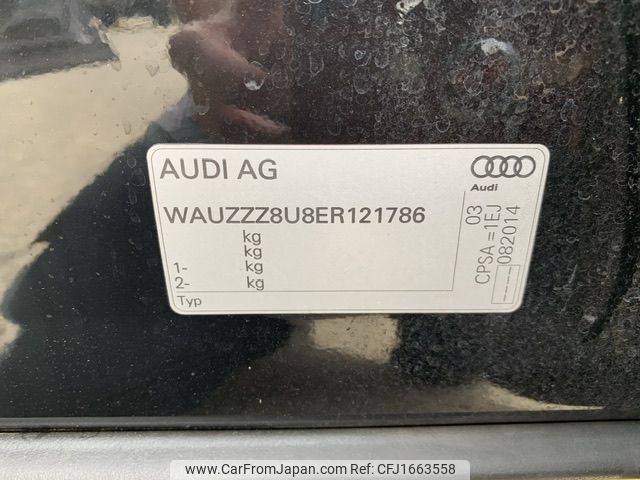 AUDI AG
Audi
WAUZZZ8U8ER121786
kg
kg
1- kg
2- kg
Typ
03
CPSA =1EJ
----082014
www.CarFromJapan.com - CFJ1663558